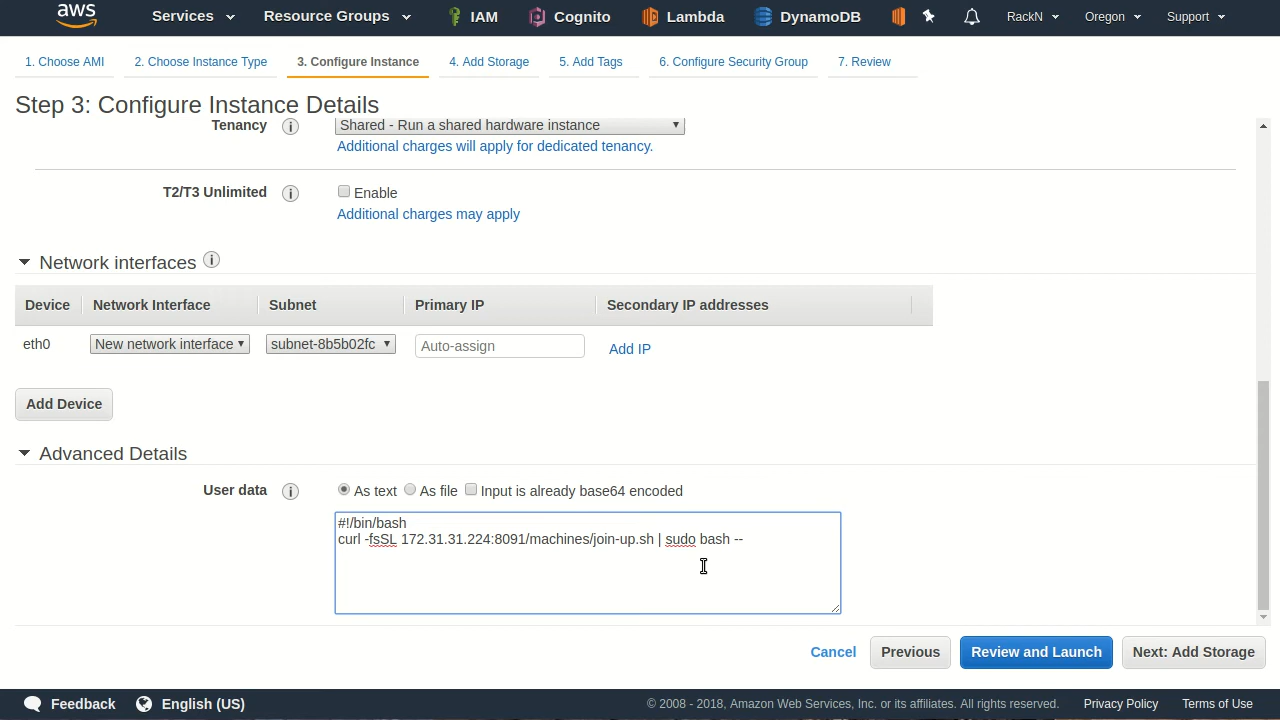 aws Services Resource Groups IAM Cognito Lambda DynamoDB RackN Oregon Support
1. Choose AMI 2. Choose Instance Type 3. Configure Instance 4. Add Storage 5. Add Tags 6. Configure Security Group 7. Review
Step 3: Configure Instance Details
Tenancy i Shared - Run a shared hardware instance
Additional charges will apply for dedicated tenancy.
T2/T3 Unlimited i Enable
Additional charges may apply
Network interfaces i
Device Network Interface Subnet Primary IP Secondary IP addresses
eth0 New network interface subnet-8b5b02fc Auto-assign Add IP
Add Device
Advanced Details
User data i As text As file Input is already base64 encoded
#!/bin/bash
curl -fsSL 172.31.31.224:8091/machines/join-up.sh | sudo bash --
Cancel Previous Review and Launch Next: Add Storage
Feedback English (US) © 2008 - 2018, Amazon Web Services, Inc. or its affiliates. All rights reserved. Privacy Policy Terms of Use